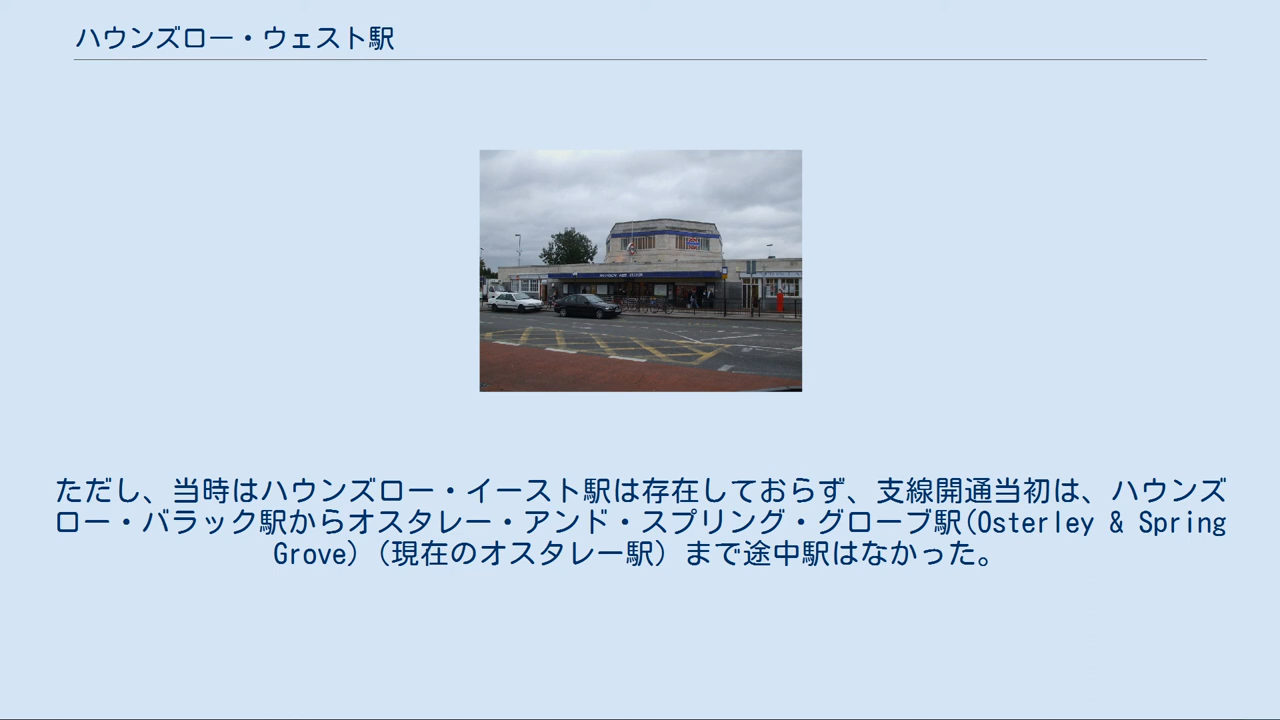 ハウンズロー・ウェスト駅
ただし、当時はハウンズロー・イースト駅は存在しておらず、支線開通当初は、ハウンズ
ロー・バラック駅からオスタレー・アンド・スプリング・グローブ駅(Osterley & Spring
Grove)（現在のオスタレー駅）まで途中駅はなかった。